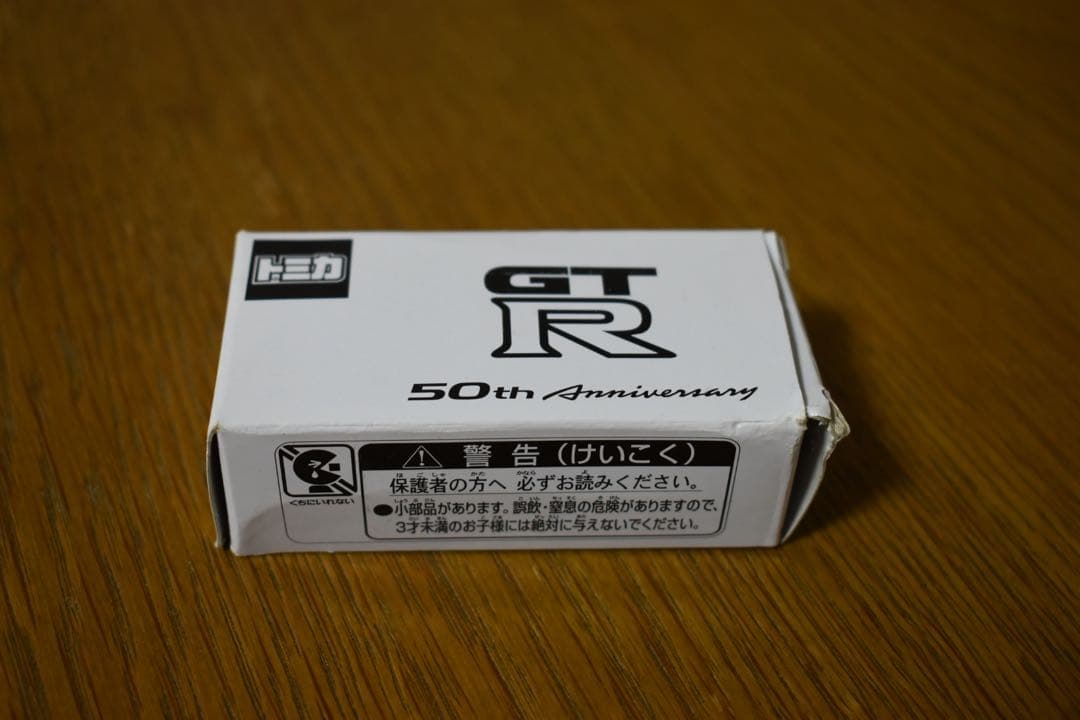 トミカ
GT
R
50th Anniversary
警告(けいこく)
保護者の方へ 必ずお読みください。
●小部品があります。誤飲・窒息の危険がありますので、
3才未満のお子様には絶対に与えないでください。
くちにいれない